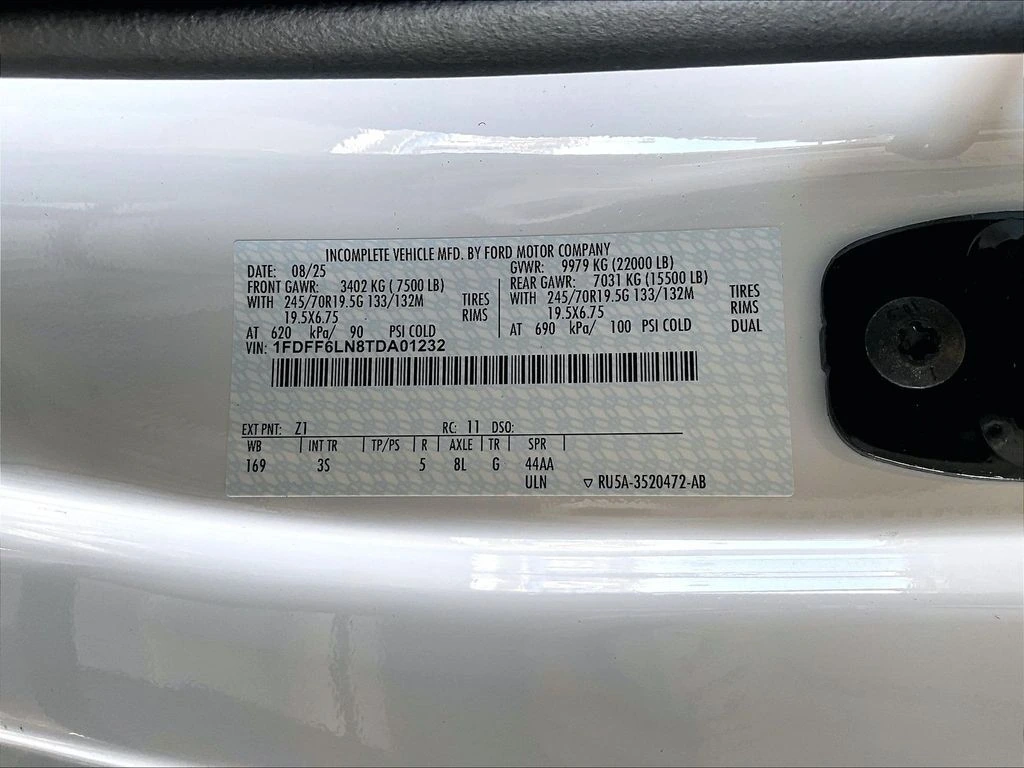 INCOMPLETE VEHICLE MFD. BY FORD MOTOR COMPANY
DATE: 08/25 GVWR: 9979 KG (22000 LB)
FRONT GAWR: 3402 KG ( 7500 LB) REAR GAWR: 7031 KG (15500 LB)
WITH 245/70R19.5G 133/132M TIRES WITH 245/70R19.5G 133/132M TIRES
19.5X6.75 RIMS 19.5X6.75 RIMS
AT 620 kPa/ 90 PSI COLD AT 690 kPa/ 100 PSI COLD DUAL
VIN: 1FDFF6LN8TDA01232
EXT PNT: Z1 RC: 11 DSO:
WB INT TR TP/PS R AXLE TR SPR
169 3S 5 8L G 44AA
ULN ▽ RU5A-3520472-AB